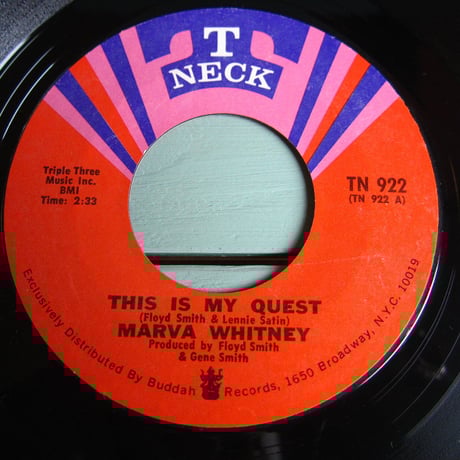 T
NECK
Triple Three
Music Inc.
BMI
Time: 2:33
TN 922
(TN 922 A)
THIS IS MY QUEST
(Floyd Smith & Lennie Satin)
MARVA WHITNEY
Produced by Floyd Smith
& Gene Smith
Exclusively Distributed By Buddah Records, 1650 Broadway, N.Y.C. 10019